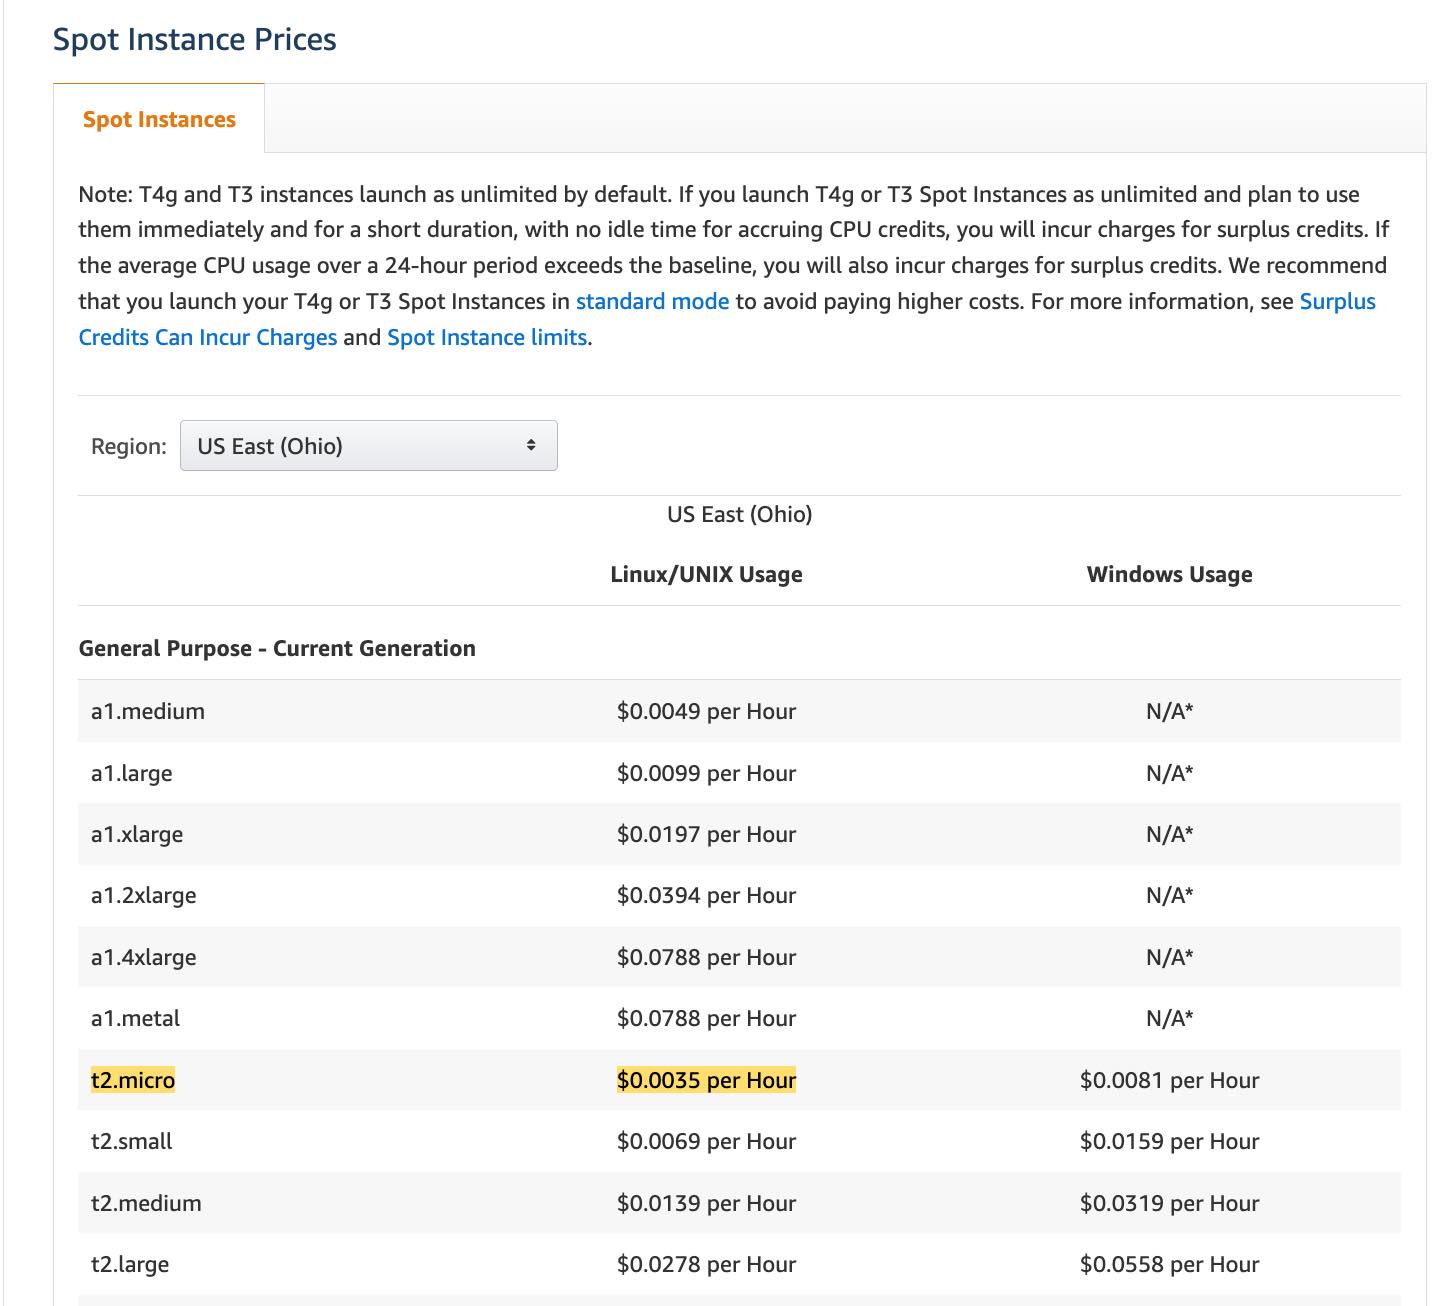 Spot Instance Prices
Spot Instances
Note: T4g and T3 instances launch as unlimited by default. If you launch T4g or T3 Spot Instances as unlimited and plan to use
them immediately and for a short duration, with no idle time for accruing CPU credits, you will incur charges for surplus credits. If
the average CPU usage over a 24-hour period exceeds the baseline, you will also incur charges for surplus credits. We recommend
that you launch your T4g or T3 Spot Instances in standard mode to avoid paying higher costs. For more information, see Surplus
Credits Can Incur Charges and Spot Instance limits.
Region: US East (Ohio)
US East (Ohio)
Linux/UNIX Usage Windows Usage
General Purpose - Current Generation
a1.medium $0.0049 per Hour N/A*
a1.large $0.0099 per Hour N/A*
a1.xlarge $0.0197 per Hour N/A*
a1.2xlarge $0.0394 per Hour N/A*
a1.4xlarge $0.0788 per Hour N/A*
a1.metal $0.0788 per Hour N/A*
t2.micro $0.0035 per Hour $0.0081 per Hour
t2.small $0.0069 per Hour $0.0159 per Hour
t2.medium $0.0139 per Hour $0.0319 per Hour
t2.large $0.0278 per Hour $0.0558 per Hour